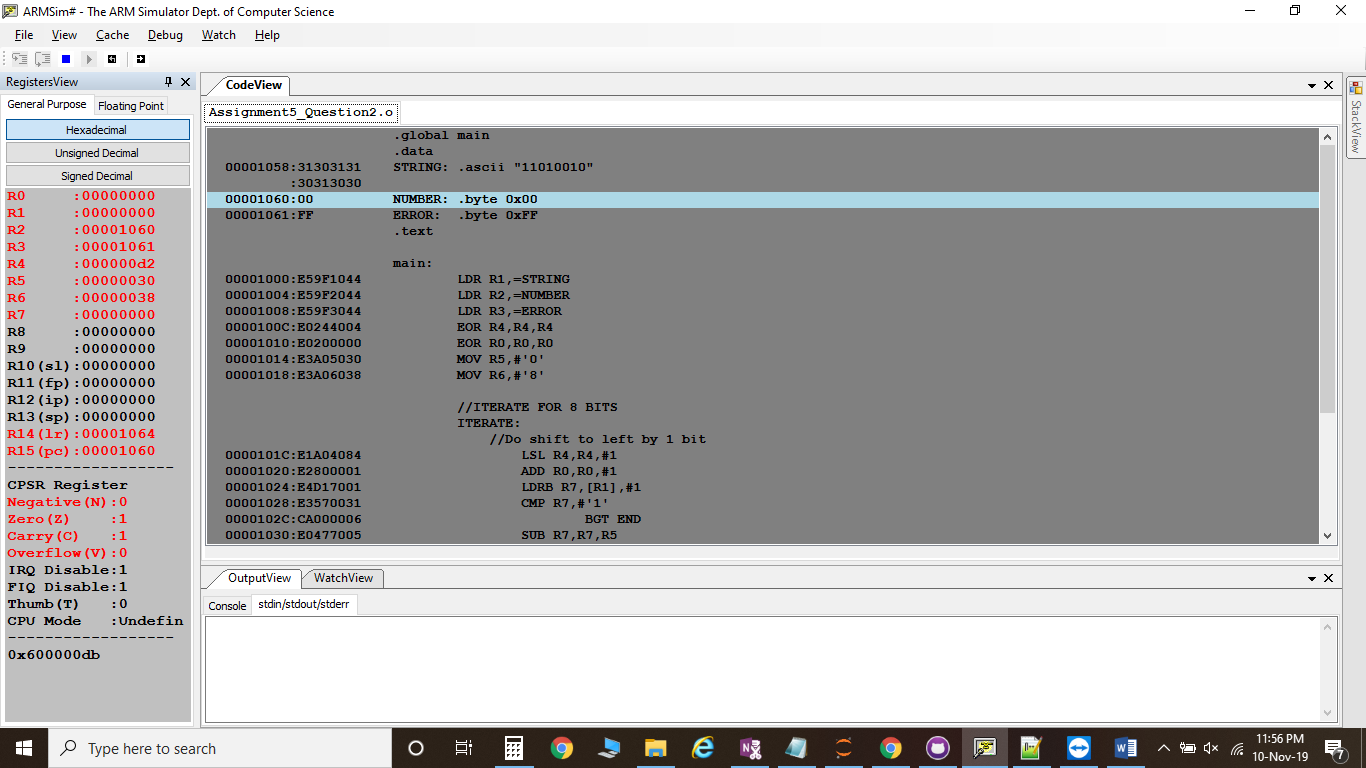 ARMSim# - The ARM Simulator Dept. of Computer Science
File View Cache Debug Watch Help
RegistersView
General Purpose Floating Point
Hexadecimal
Unsigned Decimal
Signed Decimal
R0 :00000000
R1 :00000000
R2 :00001060
R3 :00001061
R4 :000000d2
R5 :00000030
R6 :00000038
R7 :00000000
R8 :00000000
R9 :00000000
R10(sl):00000000
R11(fp):00000000
R12(ip):00000000
R13(sp):00000000
R14(lr):00001064
R15(pc):00001060
------------------
CPSR Register
Negative(N):0
Zero(Z) :1
Carry(C) :1
Overflow(V):0
IRQ Disable:1
FIQ Disable:1
Thumb(T) :0
CPU Mode :Undefin
------------------
0x600000db
CodeView
Assignment5_Question2.o
.global main
.data
00001058:31303131 STRING: .ascii "11010010"
:30313030
00001060:00 NUMBER: .byte 0x00
00001061:FF ERROR: .byte 0xFF
.text
main:
00001000:E59F1044 LDR R1,=STRING
00001004:E59F2044 LDR R2,=NUMBER
00001008:E59F3044 LDR R3,=ERROR
0000100C:E0244004 EOR R4,R4,R4
00001010:E0200000 EOR R0,R0,R0
00001014:E3A05030 MOV R5,#'0'
00001018:E3A06038 MOV R6,#'8'
//ITERATE FOR 8 BITS
ITERATE:
//Do shift to left by 1 bit
0000101C:E1A04084 LSL R4,R4,#1
00001020:E2800001 ADD R0,R0,#1
00001024:E4D17001 LDRB R7,[R1],#1
00001028:E3570031 CMP R7,#'1'
0000102C:CA000006 BGT END
00001030:E0477005 SUB R7,R7,R5
StackView
OutputView WatchView
Console stdin/stdout/stderr
Type here to search
11:56 PM
10-Nov-19
7